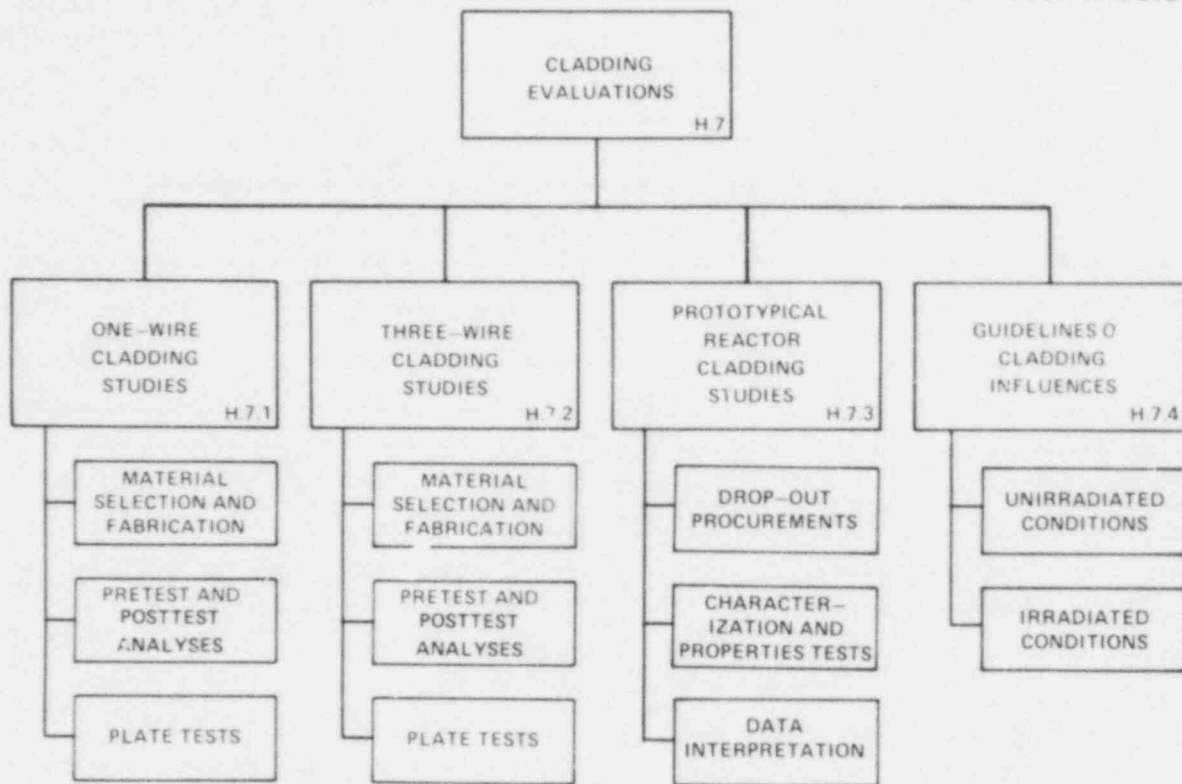 CLADDING
EVALUATIONS
H.7
ONE-WIRE
CLADDING
STUDIES
H.7.1
MATERIAL
SELECTION AND
FABRICATION
PRETEST AND
POSTTEST
ANALYSES
PLATE TESTS
THREE-WIRE
CLADDING
STUDIES
H.7.2
MATERIAL
SELECTION AND
FABRICATION
PRETEST AND
POSTTEST
ANALYSES
PLATE TESTS
PROTOTYPICAL
REACTOR
CLADDING
STUDIES
H.7.3
DROP-OUT
PROCUREMENTS
CHARACTER-
IZATION AND
PROPERTIES TESTS
DATA
INTERPRETATION
GUIDELINES O
CLADDING
INFLUENCES
H.7.4
UNIRRADIATED
CONDITIONS
IRRADIATED
CONDITIONS